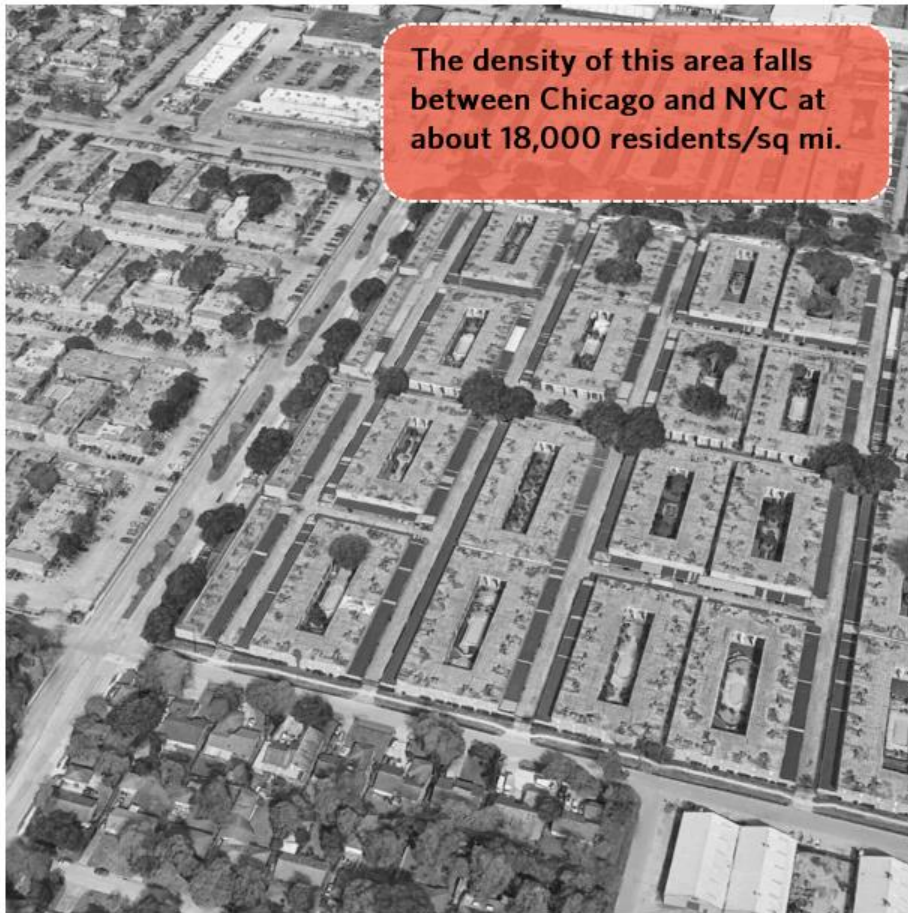 The density of this area falls
between Chicago and NYC at
about 18,000 residents/sq mi.